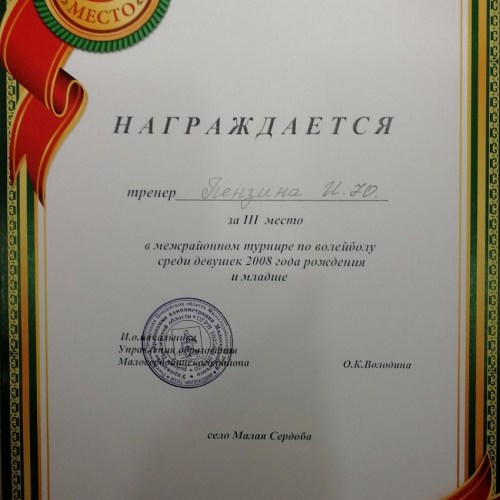 МЕСТО
НАГРАЖДАЕТСЯ
тренер Пензина И.Ю.
за III место
в межрайонном турнире по волейболу
среди девушек 2008 года рождения
и младше
И.о.начальника
Управления образования
Малосердобинского района О.К.Володина
село Малая Сердоба